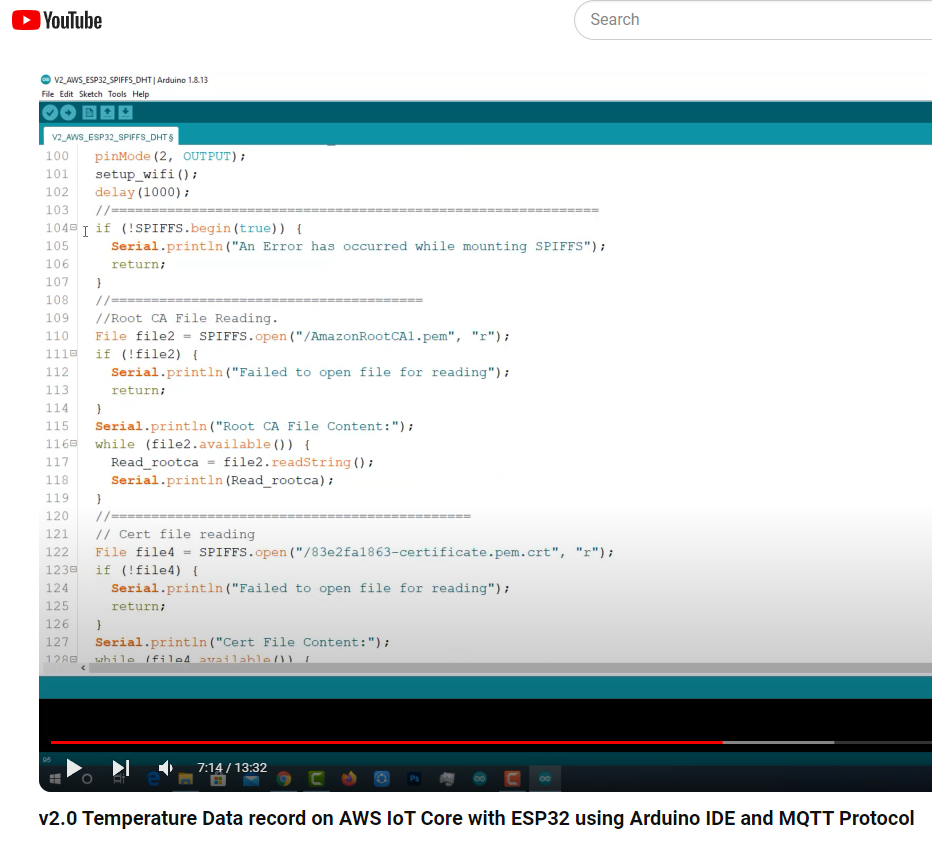 YouTube
Search
V2_AWS_ESP32_SPIFFS_DHT | Arduino 1.8.13
File Edit Sketch Tools Help
V2_AWS_ESP32_SPIFFS_DHT §
100 pinMode(2, OUTPUT);
101 setup_wifi();
102 delay(1000);
103 //=============================================================
104 if (!SPIFFS.begin(true)) {
105 Serial.println("An Error has occurred while mounting SPIFFS");
106 return;
107 }
108 //=======================================
109 //Root CA File Reading.
110 File file2 = SPIFFS.open("/AmazonRootCA1.pem", "r");
111 if (!file2) {
112 Serial.println("Failed to open file for reading");
113 return;
114 }
115 Serial.println("Root CA File Content:");
116 while (file2.available()) {
117 Read_rootca = file2.readString();
118 Serial.println(Read_rootca);
119 }
120 //=============================================
121 // Cert file reading
122 File file4 = SPIFFS.open("/83e2fa1863-certificate.pem.crt", "r");
123 if (!file4) {
124 Serial.println("Failed to open file for reading");
125 return;
126 }
127 Serial.println("Cert File Content:");
128 while (file4.available()) {
96
7:14 / 13:32
Ps
v2.0 Temperature Data record on AWS IoT Core with ESP32 using Arduino IDE and MQTT Protocol